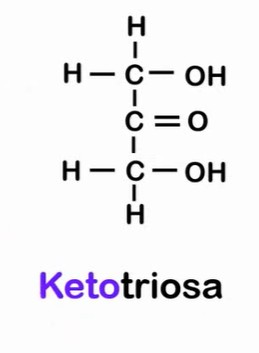 H
H — C — OH
C = O
H — C — OH
H
Ketotriosa